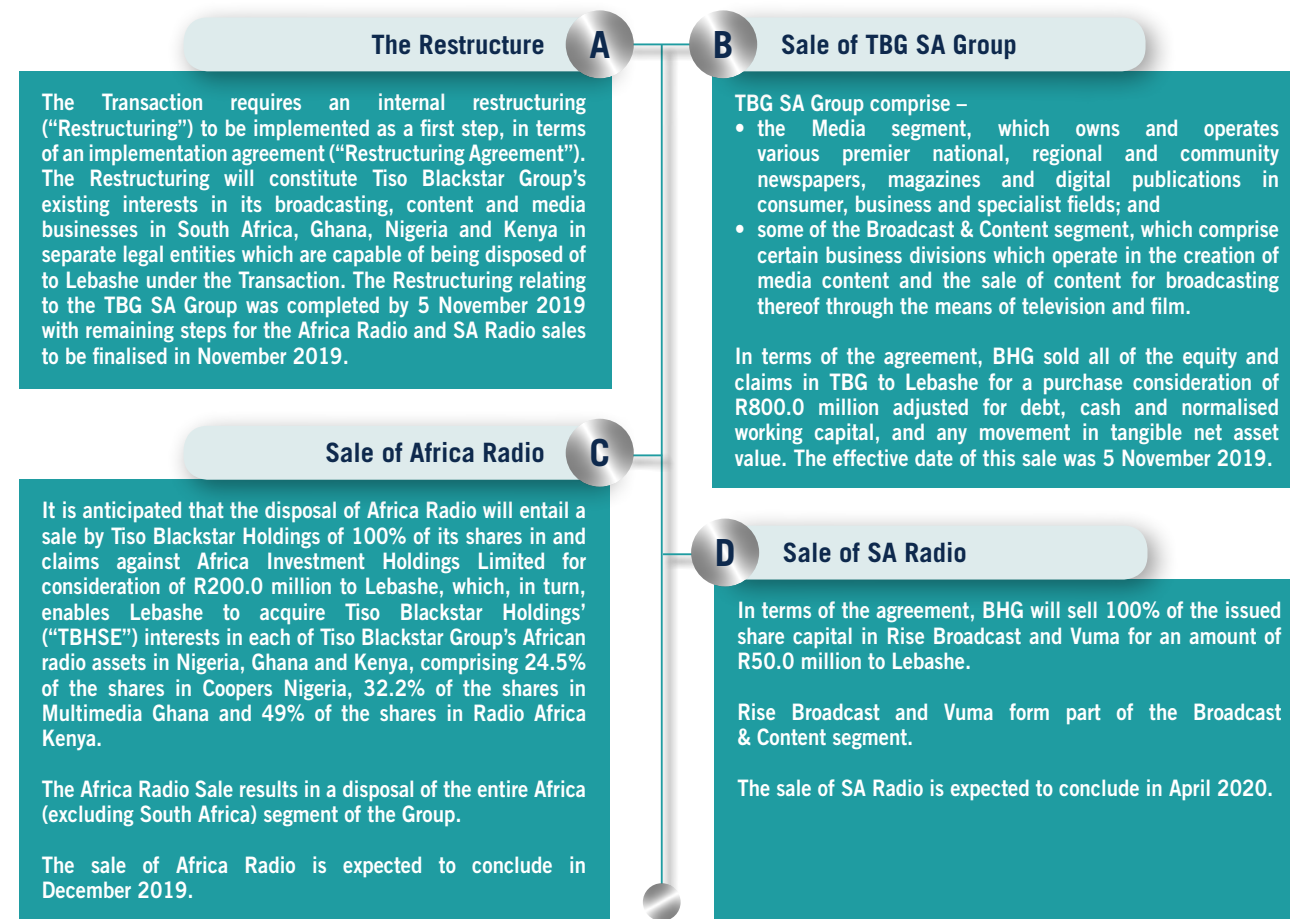 The Restructure
A
The Transaction requires an internal restructuring
(“Restructuring”) to be implemented as a first step, in terms
of an implementation agreement (“Restructuring Agreement”).
The Restructuring will constitute Tiso Blackstar Group’s
existing interests in its broadcasting, content and media
businesses in South Africa, Ghana, Nigeria and Kenya in
separate legal entities which are capable of being disposed of
to Lebashe under the Transaction. The Restructuring relating
to the TBG SA Group was completed by 5 November 2019
with remaining steps for the Africa Radio and SA Radio sales
to be finalised in November 2019.
B
Sale of TBG SA Group
TBG SA Group comprise –
• the Media segment, which owns and operates
various premier national, regional and community
newspapers, magazines and digital publications in
consumer, business and specialist fields; and
• some of the Broadcast & Content segment, which comprise
certain business divisions which operate in the creation of
media content and the sale of content for broadcasting
thereof through the means of television and film.
In terms of the agreement, BHG sold all of the equity and
claims in TBG to Lebashe for a purchase consideration of
R800.0 million adjusted for debt, cash and normalised
working capital, and any movement in tangible net asset
value. The effective date of this sale was 5 November 2019.
Sale of Africa Radio
C
It is anticipated that the disposal of Africa Radio will entail a
sale by Tiso Blackstar Holdings of 100% of its shares in and
claims against Africa Investment Holdings Limited for
consideration of R200.0 million to Lebashe, which, in turn,
enables Lebashe to acquire Tiso Blackstar Holdings’
(“TBHSE”) interests in each of Tiso Blackstar Group’s African
radio assets in Nigeria, Ghana and Kenya, comprising 24.5%
of the shares in Coopers Nigeria, 32.2% of the shares in
Multimedia Ghana and 49% of the shares in Radio Africa
Kenya.
The Africa Radio Sale results in a disposal of the entire Africa
(excluding South Africa) segment of the Group.
The sale of Africa Radio is expected to conclude in
December 2019.
D
Sale of SA Radio
In terms of the agreement, BHG will sell 100% of the issued
share capital in Rise Broadcast and Vuma for an amount of
R50.0 million to Lebashe.
Rise Broadcast and Vuma form part of the Broadcast
& Content segment.
The sale of SA Radio is expected to conclude in April 2020.